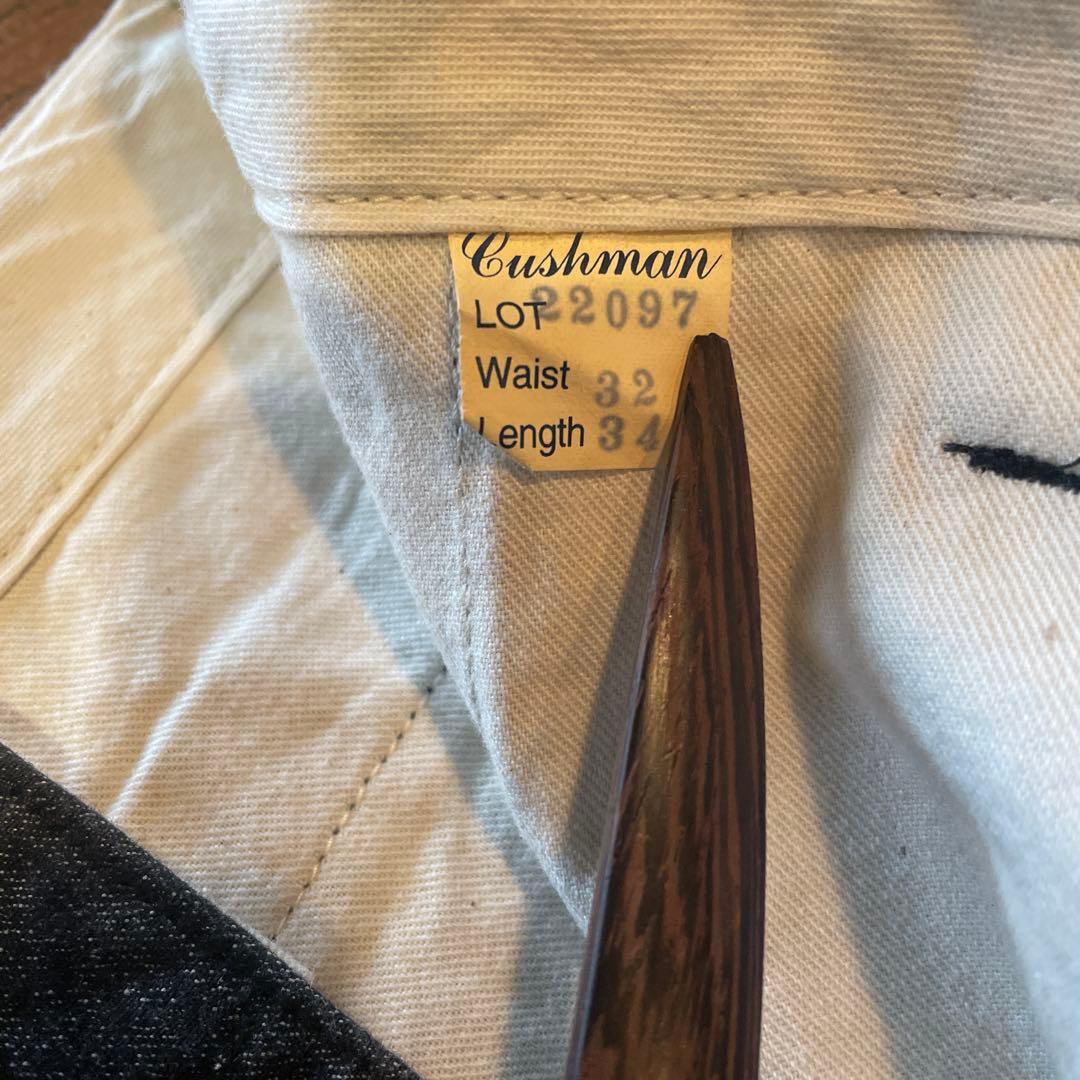 Cushman
LOT 22097
Waist 32
Length 34